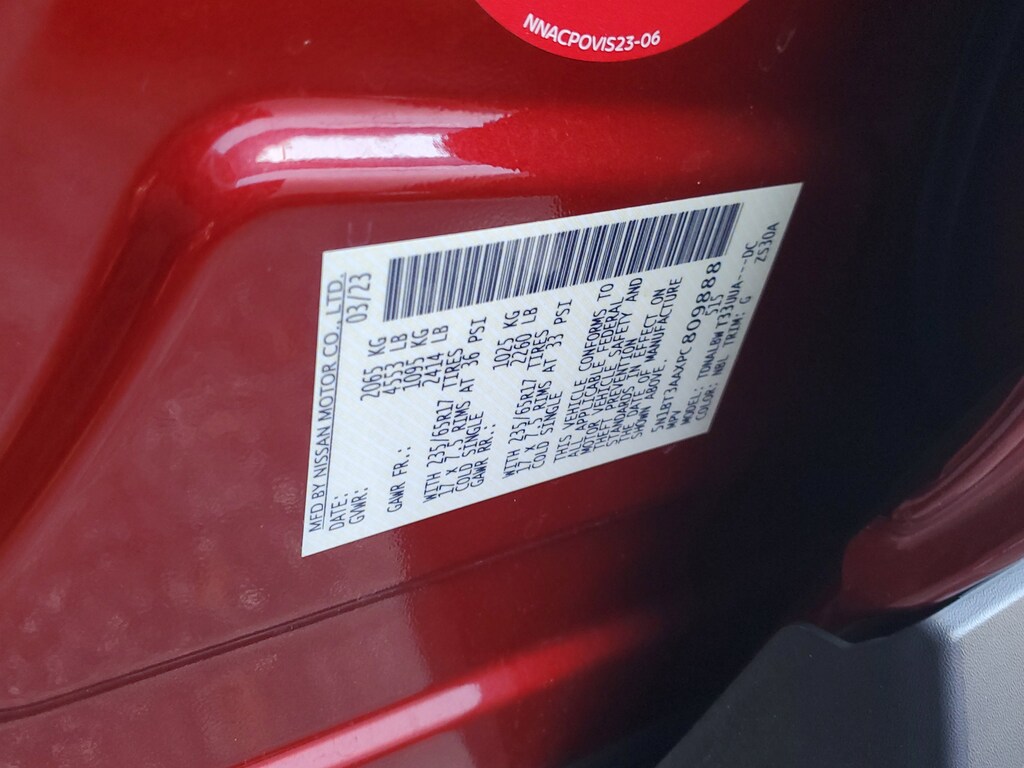 NNACPOVIS23-06
MFD BY NISSAN MOTOR CO., LTD.
DATE: 03/23
GVWR: 2065 KG
4553 LB
GAWR FR.: 1095 KG
2414 LB
WITH 235/65R17 TIRES
17 X 7.5 RIMS AT 36 PSI
COLD SINGLE
GAWR RR.: 1025 KG
2260 LB
WITH 235/65R17 TIRES
17 X 7.5 RIMS AT 33 PSI
COLD SINGLE
THIS VEHICLE CONFORMS TO
ALL APPLICABLE FEDERAL
MOTOR VEHICLE SAFETY AND
THEFT PREVENTION
STANDARDS IN EFFECT ON
THE DATE OF MANUFACTURE
SHOWN ABOVE.
5N1BT3AAXPC809888
MPV 515
MODEL: TDNALBW T33UUA---DC
COLOR: NBL TRIM: G ZS30A